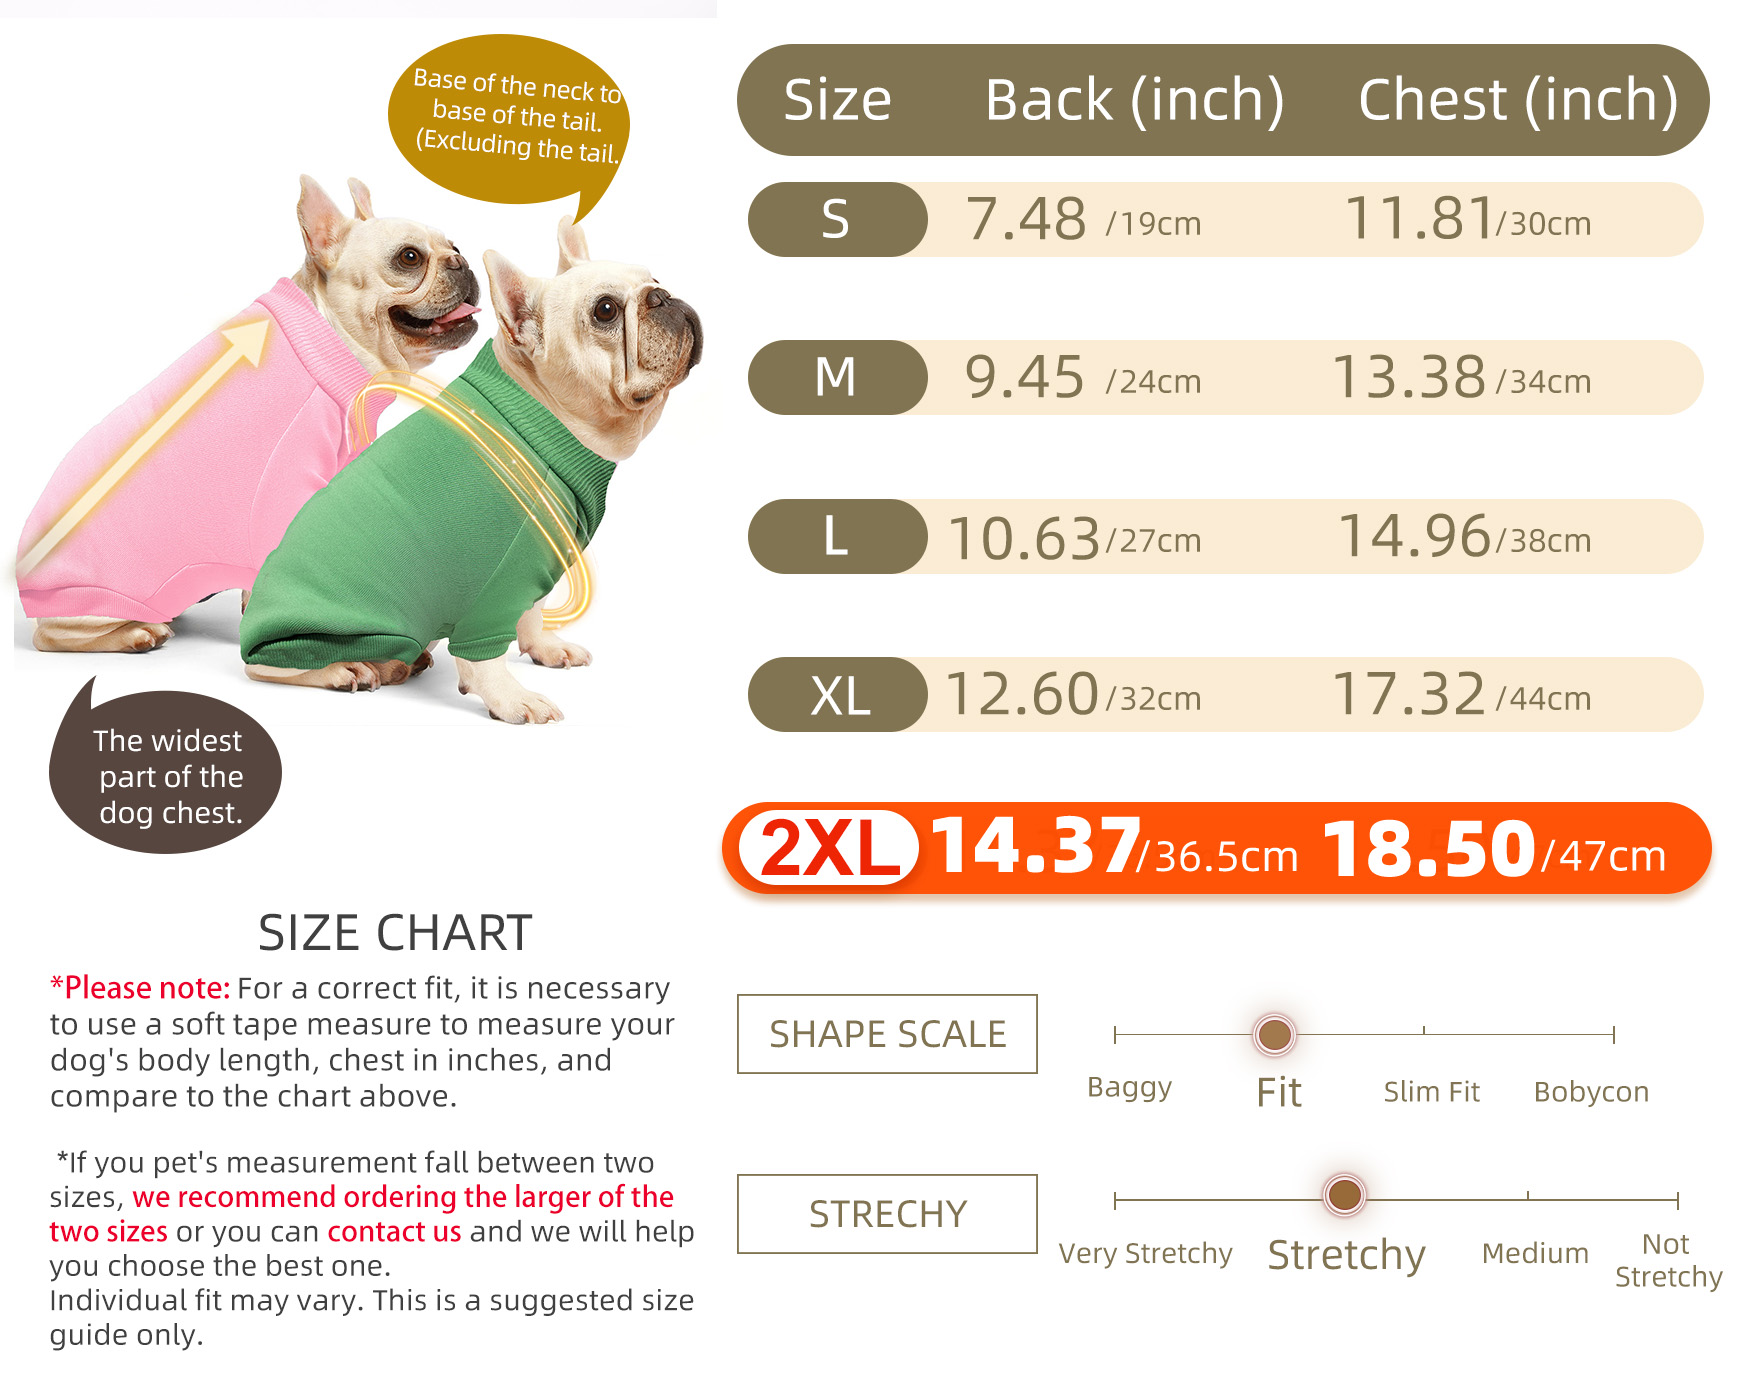 Base of the neck to
base of the tail.
(Excluding the tail.
The widest
part of the
dog chest.
SIZE CHART
*Please note: For a correct fit, it is necessary
to use a soft tape measure to measure your
dog's body length, chest in inches, and
compare to the chart above.
*If you pet's measurement fall between two
sizes, we recommend ordering the larger of the
two sizes or you can contact us and we will help
you choose the best one.
Individual fit may vary. This is a suggested size
guide only.
Size Back (inch) Chest (inch)
S 7.48 /19cm 11.81/30cm
M 9.45 /24cm 13.38/34cm
L 10.63/27cm 14.96/38cm
XL 12.60/32cm 17.32/44cm
2XL 14.37/36.5cm 18.50/47cm
SHAPE SCALE
Baggy Fit Slim Fit Bobycon
STRECHY
Very Stretchy Stretchy Medium Not
Stretchy